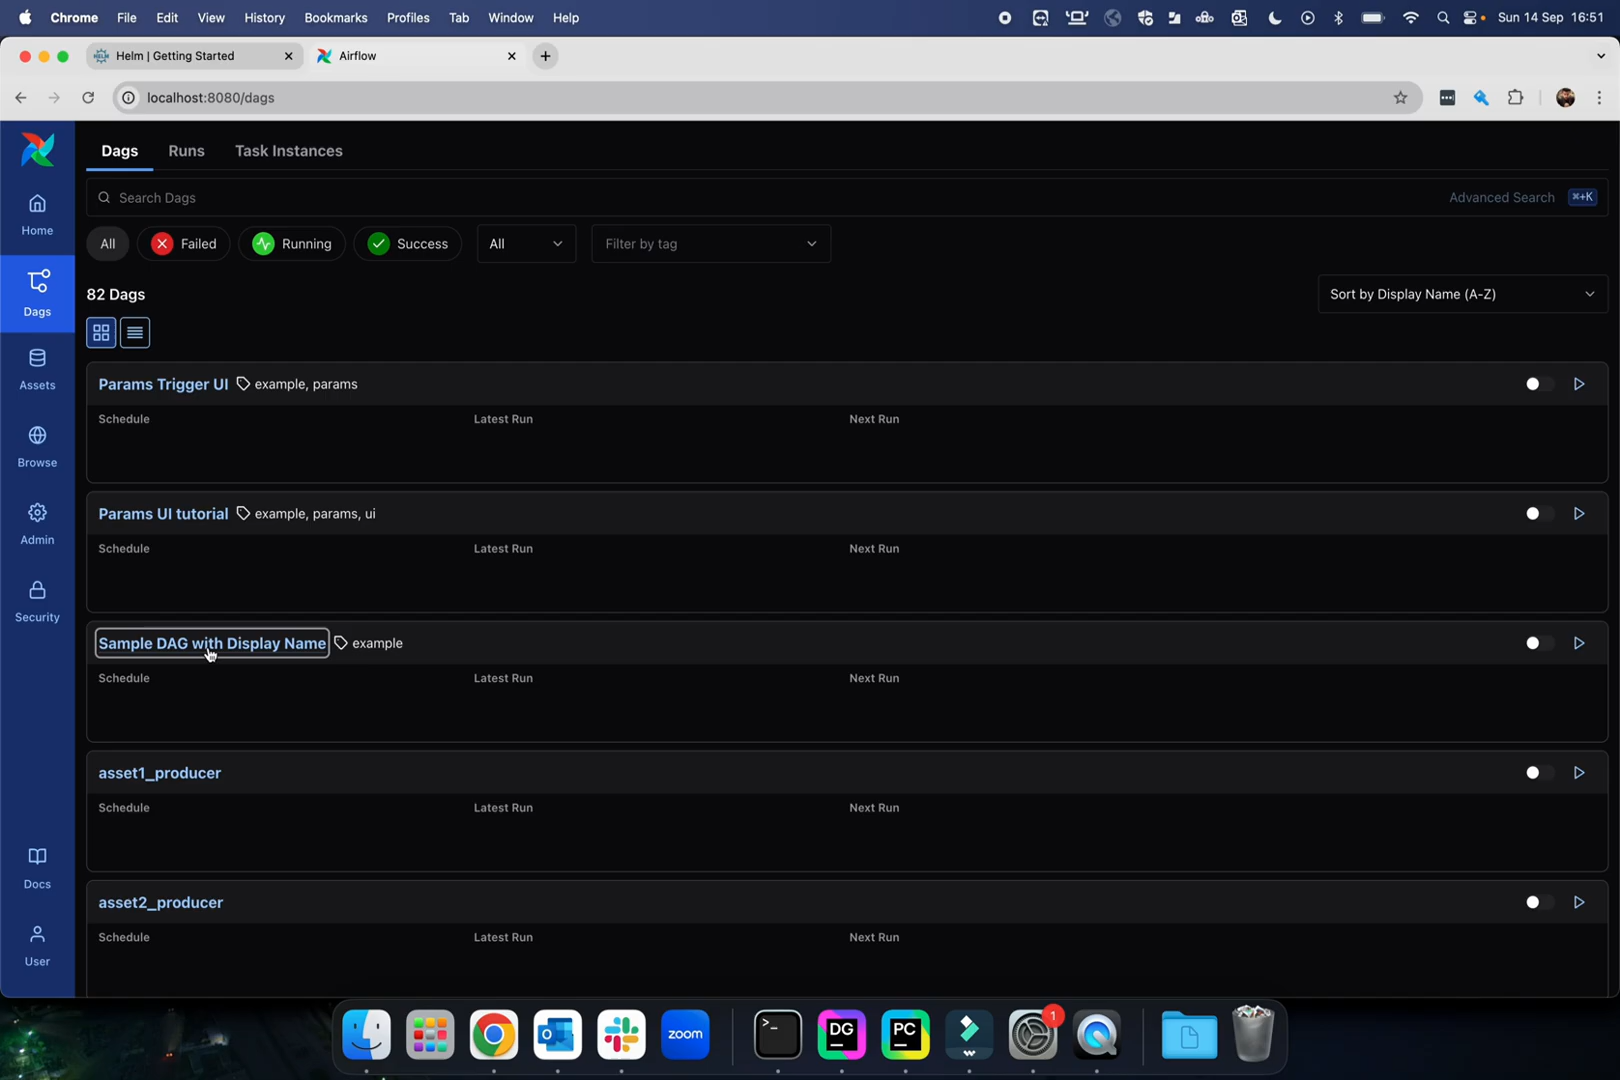 Chrome File Edit View History Bookmarks Profiles Tab Window Help Sun 14 Sep 16:51
Helm | Getting Started Airflow
localhost:8080/dags
Dags Runs Task Instances
Search Dags Advanced Search ⌘+K
All Failed Running Success All Filter by tag
82 Dags
Sort by Display Name (A-Z)
Home
Dags
Assets
Browse
Admin
Security
Docs
User
Params Trigger UI example, params
Schedule Latest Run Next Run
Params UI tutorial example, params, ui
Schedule Latest Run Next Run
Sample DAG with Display Name example
Schedule Latest Run Next Run
asset1_producer
Schedule Latest Run Next Run
asset2_producer
Schedule Latest Run Next Run
zoom DG PC 1